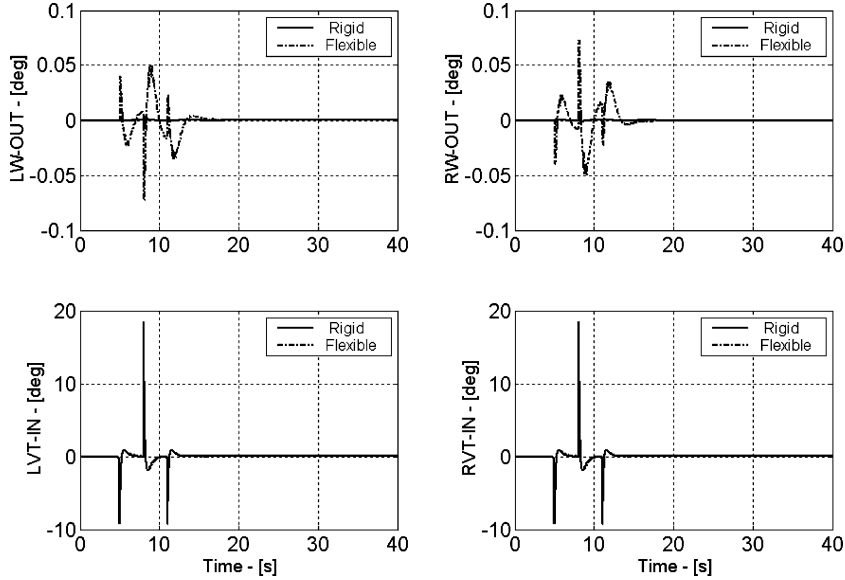 LW-OUT - [deg]
0.1
0.05
0
-0.05
-0.1
0
10
20
30
40
Rigid
Flexible
RW-OUT - [deg]
0.1
0.05
0
-0.05
-0.1
0
10
20
30
40
Rigid
Flexible
LVT-IN - [deg]
20
10
0
-10
0
10
20
30
40
Time - [s]
Rigid
Flexible
RVT-IN - [deg]
20
10
0
-10
0
10
20
30
40
Time - [s]
Rigid
Flexible